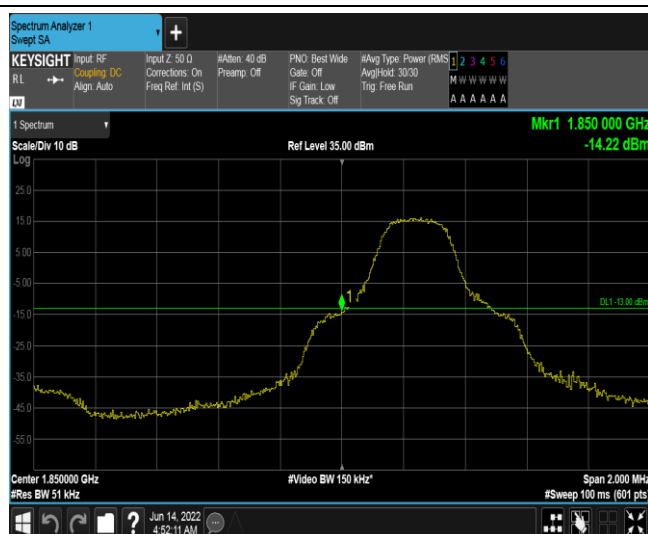 Spectrum Analyzer 1
Swept SA
KEYSIGHT
RL
LXI
Input: RF
Coupling: DC
Align: Auto
Input Z: 50 Ω
Corrections: On
Freq Ref: Int (S)
#Atten: 40 dB
Preamp: Off
PNO: Best Wide
Gate: Off
IF Gain: Low
Sig Track: Off
#Avg Type: Power (RMS
Avg|Hold: 30/30
Trig: Free Run
1 2 3 4 5 6
M W W W W W
A A A A A A
1 Spectrum
Mkr1 1.850 000 GHz
Scale/Div 10 dB
Ref Level 35.00 dBm
-14.22 dBm
Log
25.0
15.0
5.00
-5.00
1
DL1 -13.00 dBm
-15.0
-25.0
-35.0
-45.0
-55.0
Center 1.850000 GHz
#Video BW 150 kHz*
Span 2.000 MHz
#Res BW 51 kHz
#Sweep 100 ms (601 pts)
?
Jun 14, 2022
4:52:11 AM